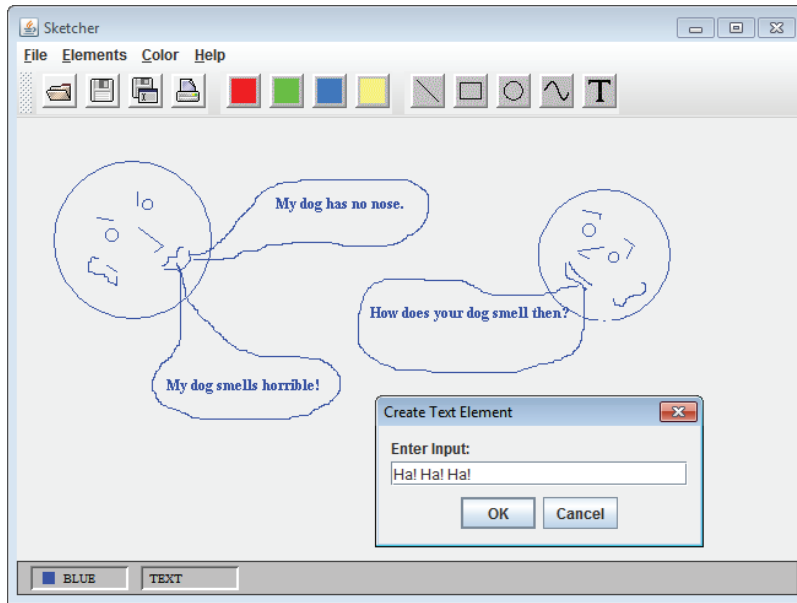 Sketcher
File Elements Color Help
T
My dog has no nose.
How does your dog smell then?
My dog smells horrible!
Create Text Element
Enter Input:
Ha! Ha! Ha!
OK Cancel
BLUE TEXT